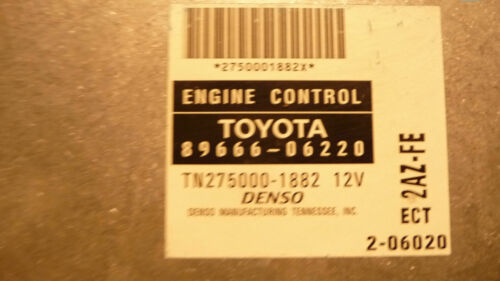 *2750001882X*
ENGINE CONTROL
TOYOTA
89666-06220
TN275000-1882 12V
DENSO
DENSO MANUFACTURING TENNESSEE, INC.
2AZ-FE
ECT
2-06020